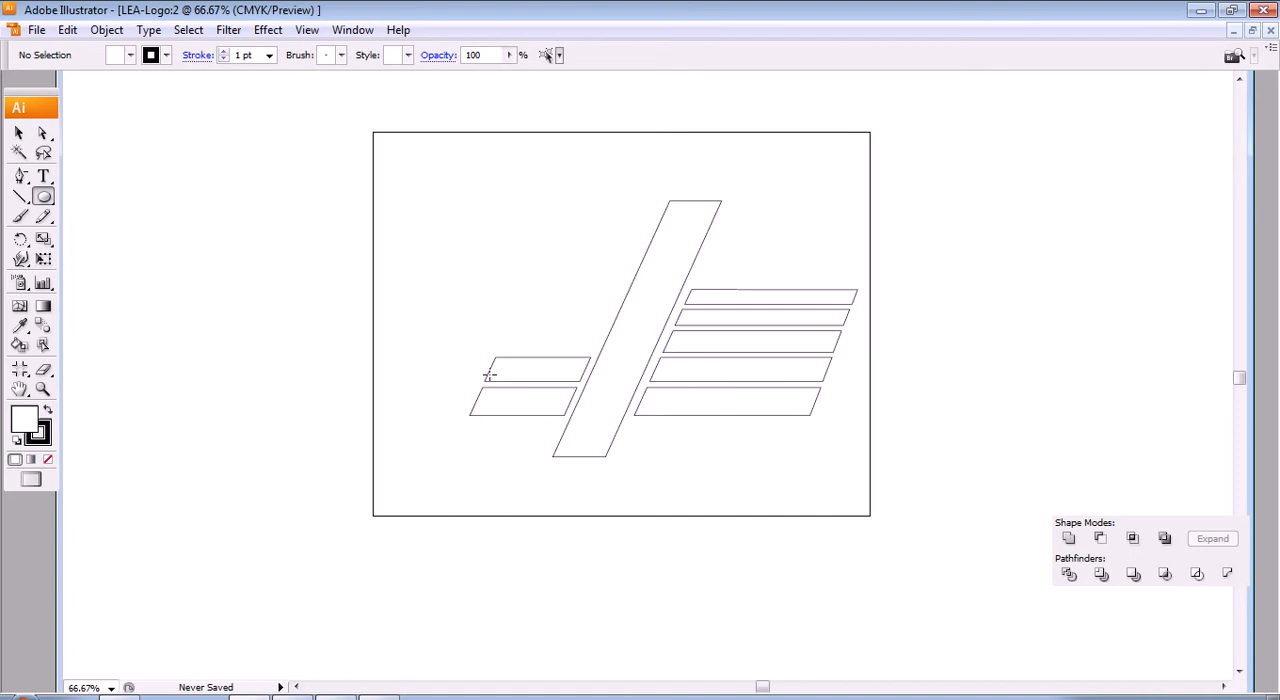 Adobe Illustrator - [LEA-Logo:2 @ 66.67% (CMYK/Preview) ]
File Edit Object Type Select Filter Effect View Window Help
No Selection Stroke: 1 pt Brush: Style: Opacity: 100 %
Ai
T
Shape Modes:
Expand
Pathfinders:
66.67% Never Saved